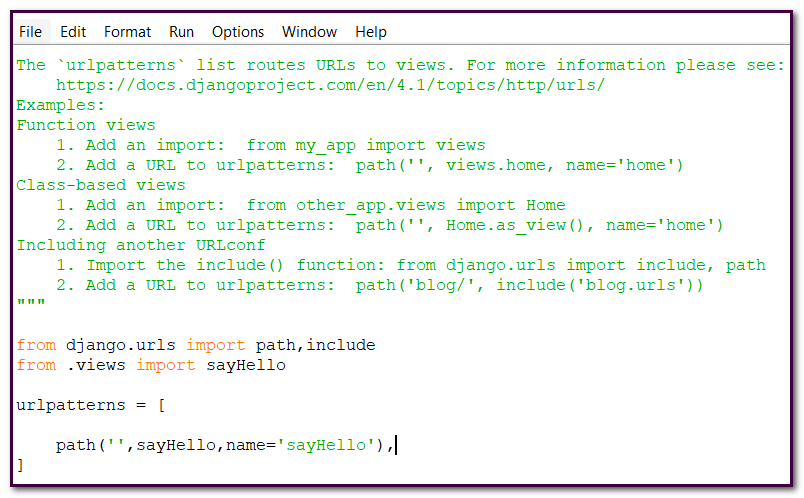 File Edit Format Run Options Window Help
The `urlpatterns` list routes URLs to views. For more information please see:
    https://docs.djangoproject.com/en/4.1/topics/http/urls/
Examples:
Function views
    1. Add an import:  from my_app import views
    2. Add a URL to urlpatterns:  path('', views.home, name='home')
Class-based views
    1. Add an import:  from other_app.views import Home
    2. Add a URL to urlpatterns:  path('', Home.as_view(), name='home')
Including another URLconf
    1. Import the include() function: from django.urls import include, path
    2. Add a URL to urlpatterns:  path('blog/', include('blog.urls'))
"""
from django.urls import path,include
from .views import sayHello
urlpatterns = [
    path('',sayHello,name='sayHello'),
]